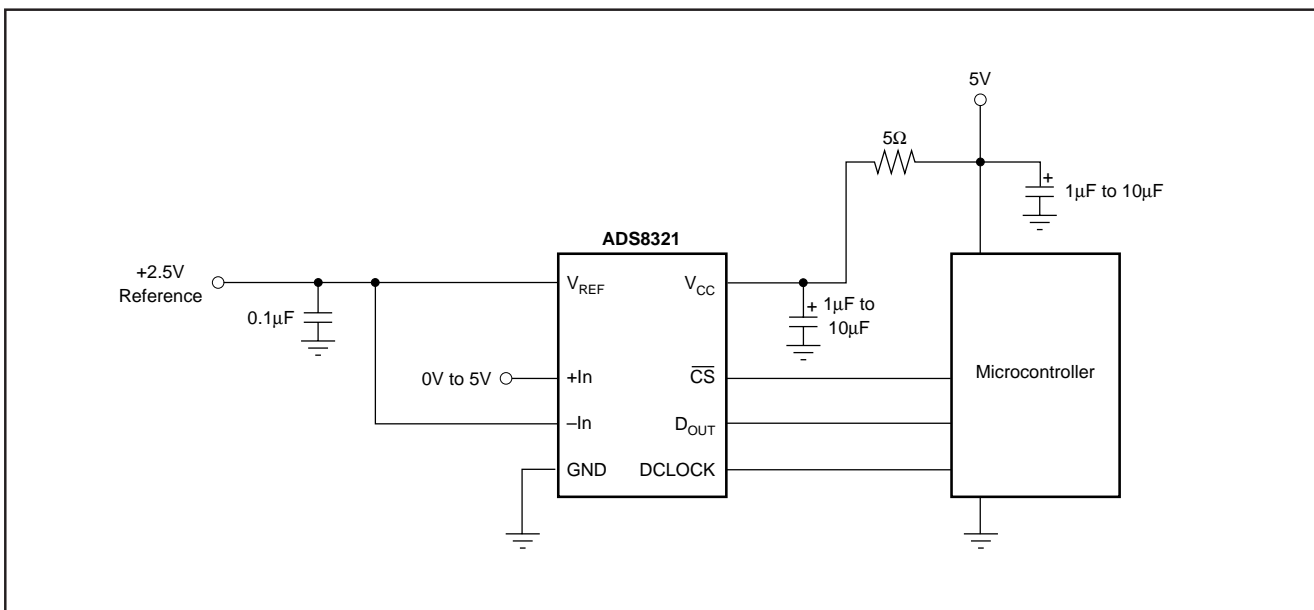 5V
5Ω
+
1μF to 10μF
ADS8321
+2.5V
Reference
0.1μF
V_REF
V_CC
+ 1μF to
10μF
0V to 5V
+In
C̅S̅
Microcontroller
–In
D_OUT
GND
DCLOCK